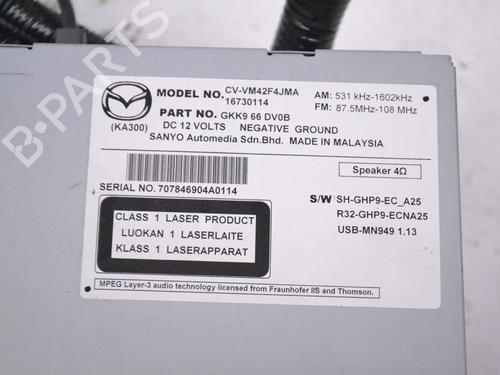 MODEL NO. CV-VM42F4JMA
16730114
AM: 531 kHz-1602kHz
FM: 87.5MHz-108 MHz
PART NO. GKK9 66 DV0B
(KA300) DC 12 VOLTS NEGATIVE GROUND
SANYO Automedia Sdn.Bhd. MADE IN MALAYSIA
Speaker 4Ω
SERIAL NO. 707846904A0114
S/W SH-GHP9-EC_A25
R32-GHP9-ECNA25
USB-MN949 1.13
CLASS 1 LASER PRODUCT
LUOKAN 1 LASERLAITE
KLASS 1 LASERAPPARAT
MPEG Layer-3 audio technology licensed from Fraunhofer IIS and Thomson.
B-PARTS